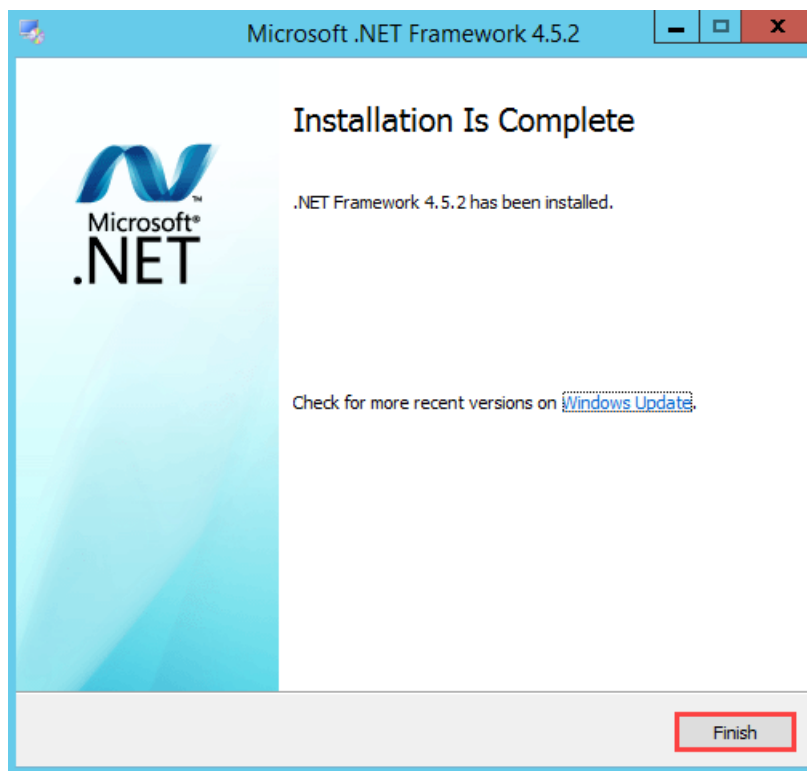 Microsoft .NET Framework 4.5.2
Installation Is Complete
.NET Framework 4.5.2 has been installed.
Microsoft®
.NET
™
Check for more recent versions on Windows Update.
Finish